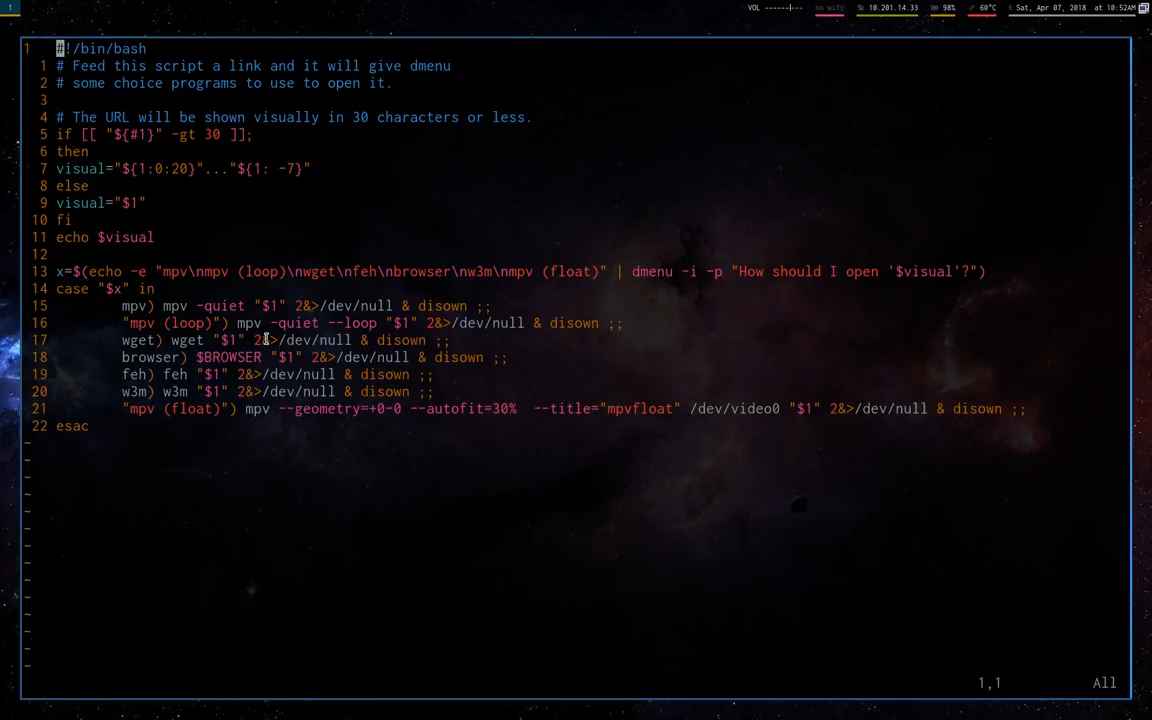 1 VOL ------|--- no wifi 10.201.14.33 98% 60°C Sat, Apr 07, 2018 at 10:52AM
1 #!/bin/bash
1 # Feed this script a link and it will give dmenu
2 # some choice programs to use to open it.
3
4 # The URL will be shown visually in 30 characters or less.
5 if [[ "${#1}" -gt 30 ]];
6 then
7 visual="${1:0:20}"..."${1: -7}"
8 else
9 visual="$1"
10 fi
11 echo $visual
12
13 x=$(echo -e "mpv\nmpv (loop)\nwget\nfeh\nbrowser\nw3m\nmpv (float)" | dmenu -i -p "How should I open '$visual'?")
14 case "$x" in
15 mpv) mpv -quiet "$1" 2&>/dev/null & disown ;;
16 "mpv (loop)") mpv -quiet --loop "$1" 2&>/dev/null & disown ;;
17 wget) wget "$1" 2&>/dev/null & disown ;;
18 browser) $BROWSER "$1" 2&>/dev/null & disown ;;
19 feh) feh "$1" 2&>/dev/null & disown ;;
20 w3m) w3m "$1" 2&>/dev/null & disown ;;
21 "mpv (float)") mpv --geometry=+0-0 --autofit=30%  --title="mpvfloat" /dev/video0 "$1" 2&>/dev/null & disown ;;
22 esac
~
~
~
~
~
~
~
~
~
~
~
~
~
~
1,1 All